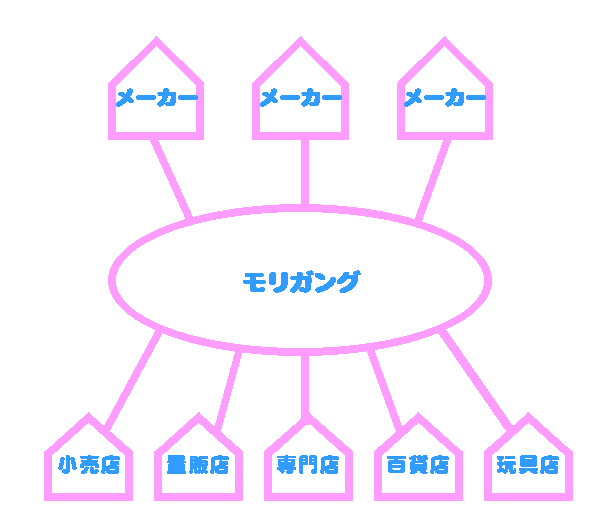 メーカー
メーカー
メーカー
モリガング
小売店
量販店
専門店
百貨店
玩具店